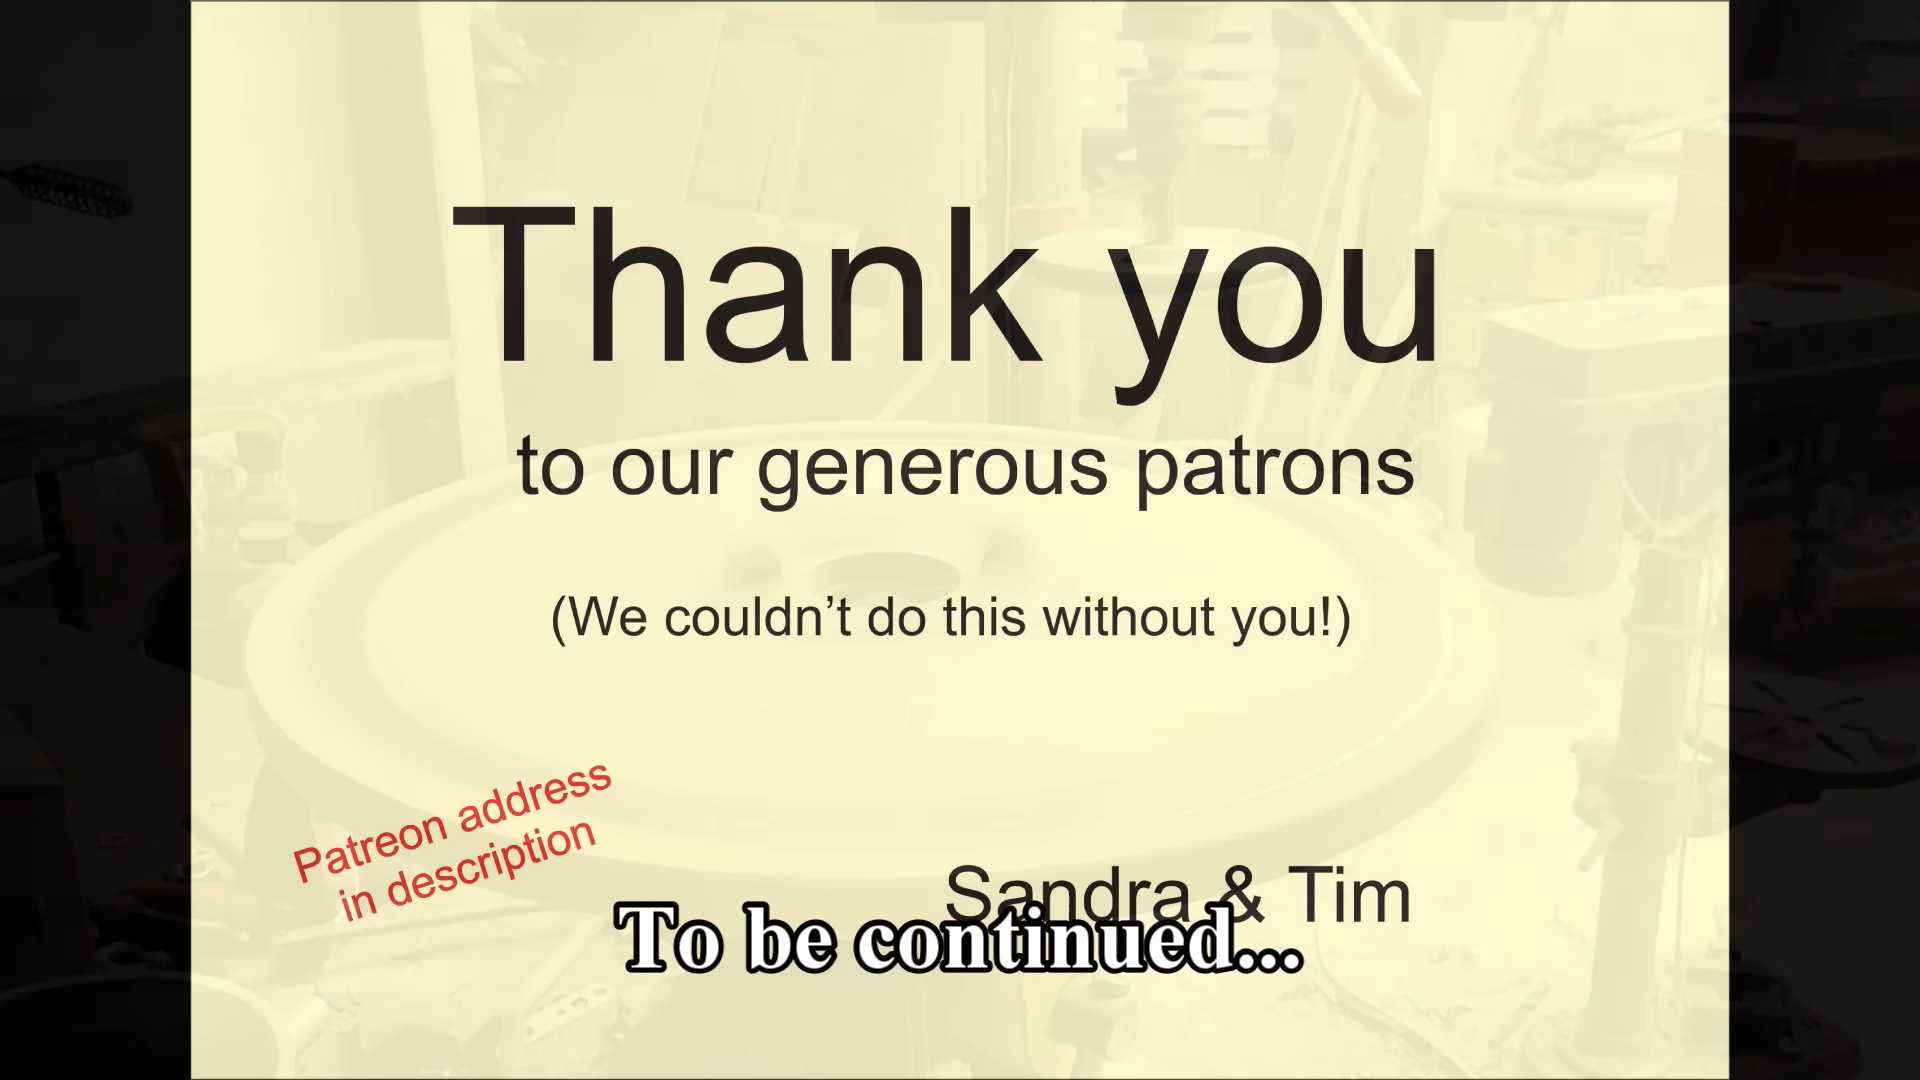 Thank you
to our generous patrons
(We couldn’t do this without you!)
Patreon address
in description
Sandra & Tim
To be continued...